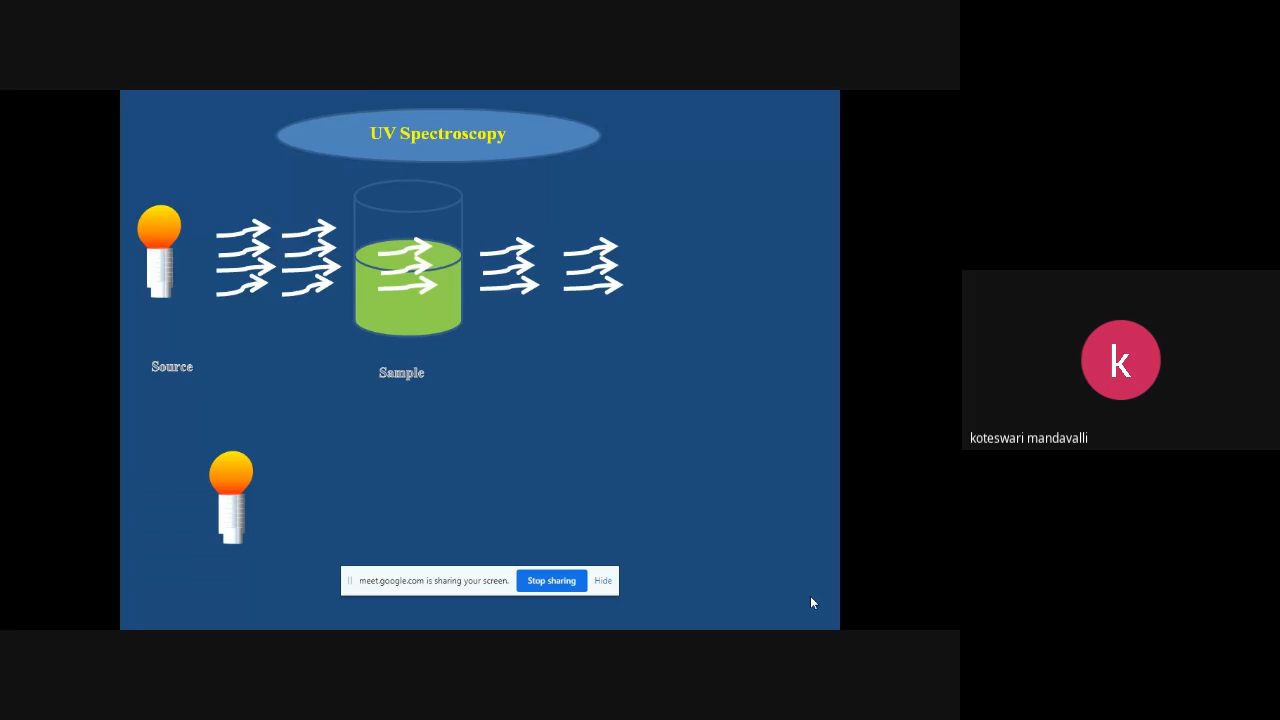 UV Spectroscopy
Source
Sample
k
koteswari mandavalli
meet.google.com is sharing your screen.
Stop sharing
Hide